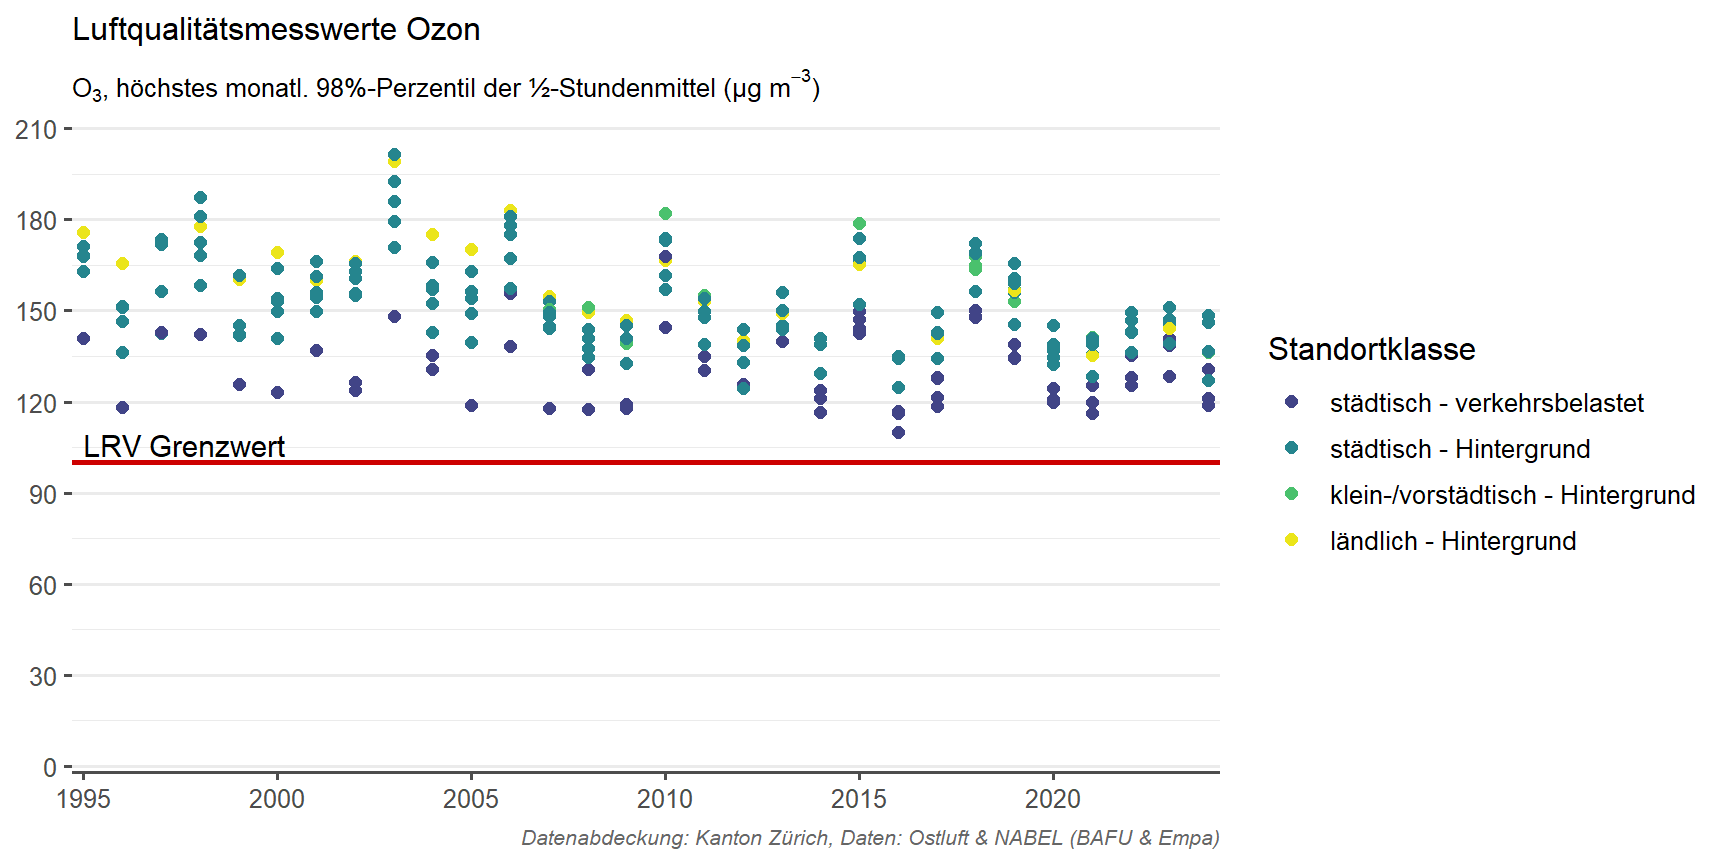 Luftqualitätsmesswerte Ozon
O₃, höchstes monatl. 98%-Perzentil der ½-Stundenmittel (µg m⁻³)
210
180
150
120
LRV Grenzwert
90
60
30
0
1995 2000 2005 2010 2015 2020
Standortklasse
städtisch - verkehrsbelastet
städtisch - Hintergrund
klein-/vorstädtisch - Hintergrund
ländlich - Hintergrund
Datenabdeckung: Kanton Zürich, Daten: Ostluft & NABEL (BAFU & Empa)